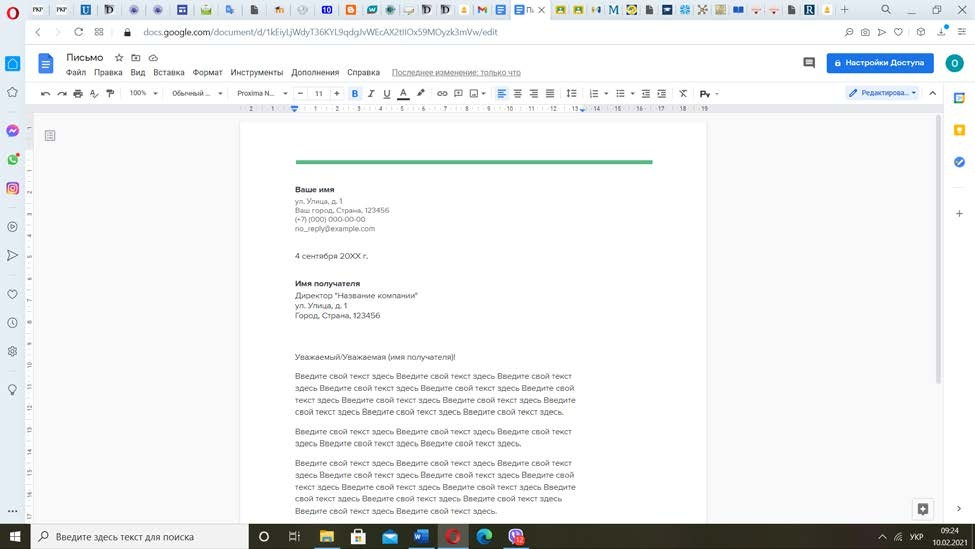 docs.google.com/document/d/1kEiyLjWdyT36KYL9qdgJvWEcAX2tIIOx59MOyzk3mVw/edit
Письмо
Файл Правка Вид Вставка Формат Инструменты Дополнения Справка Последнее изменение: только что
Настройки Доступа
О
100% Обычный ... Proxima N... 11 B I U A Редактирова...
Ваше имя
ул. Улица, д. 1
Ваш город, Страна, 123456
(+7) (000) 000-00-00
no_reply@example.com
4 сентября 20XX г.
Имя получателя
Директор "Название компании"
ул. Улица, д. 1
Город, Страна, 123456
Уважаемый/Уважаемая (имя получателя)!
Введите свой текст здесь Введите свой текст здесь Введите свой текст
здесь Введите свой текст здесь Введите свой текст здесь Введите свой
текст здесь Введите свой текст здесь Введите свой текст здесь Введите
свой текст здесь Введите свой текст здесь Введите свой текст здесь.
Введите свой текст здесь Введите свой текст здесь Введите свой текст
здесь Введите свой текст здесь Введите свой текст здесь.
Введите свой текст здесь Введите свой текст здесь Введите свой текст
здесь Введите свой текст здесь Введите свой текст здесь Введите свой
текст здесь Введите свой текст здесь Введите свой текст здесь Введите
свой текст здесь Введите свой текст здесь Введите свой текст здесь
Введите свой текст здесь Введите свой текст здесь.
Введите здесь текст для поиска
УКР
09:24
10.02.2021